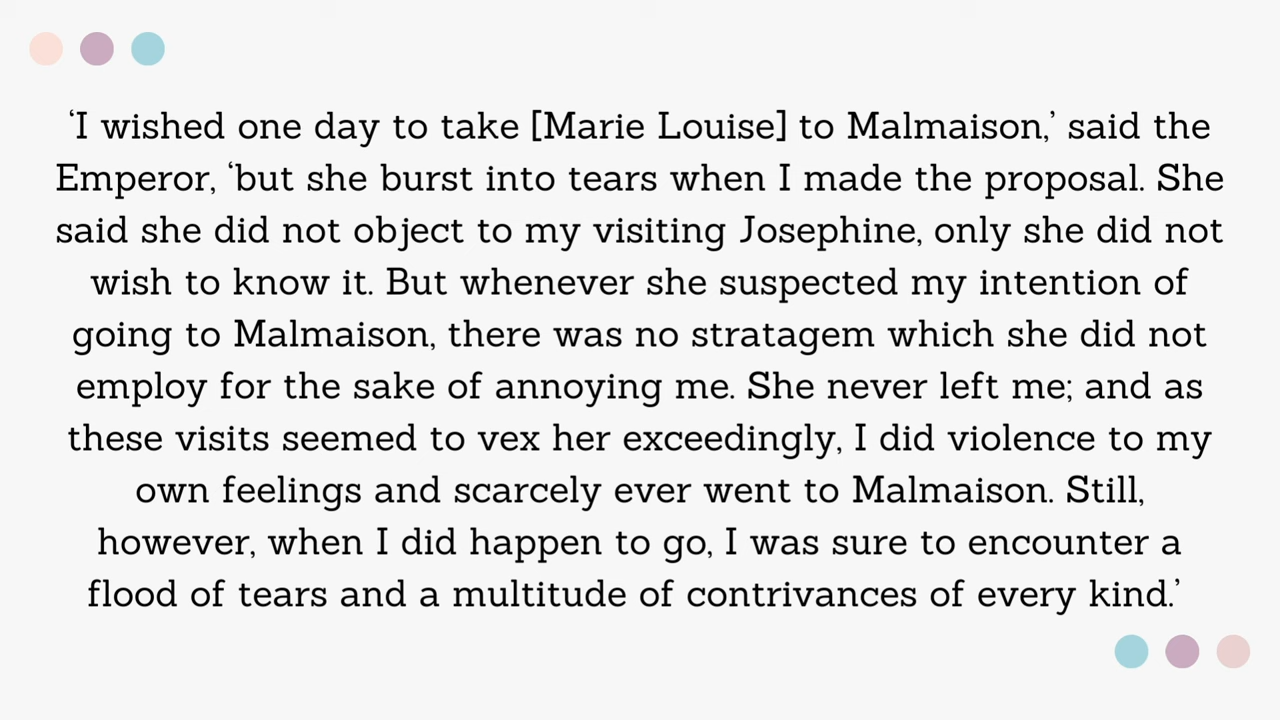 ‘I wished one day to take [Marie Louise] to Malmaison,’ said the
Emperor, ‘but she burst into tears when I made the proposal. She
said she did not object to my visiting Josephine, only she did not
wish to know it. But whenever she suspected my intention of
going to Malmaison, there was no stratagem which she did not
employ for the sake of annoying me. She never left me; and as
these visits seemed to vex her exceedingly, I did violence to my
own feelings and scarcely ever went to Malmaison. Still,
however, when I did happen to go, I was sure to encounter a
flood of tears and a multitude of contrivances of every kind.’